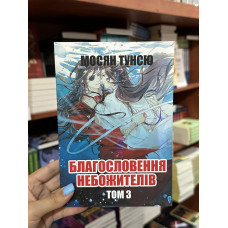 МОСЯН ТУНСЮ
БЛАГОСЛОВЕННЯ
НЕБОЖИТЕЛІВ
ТОМ 3